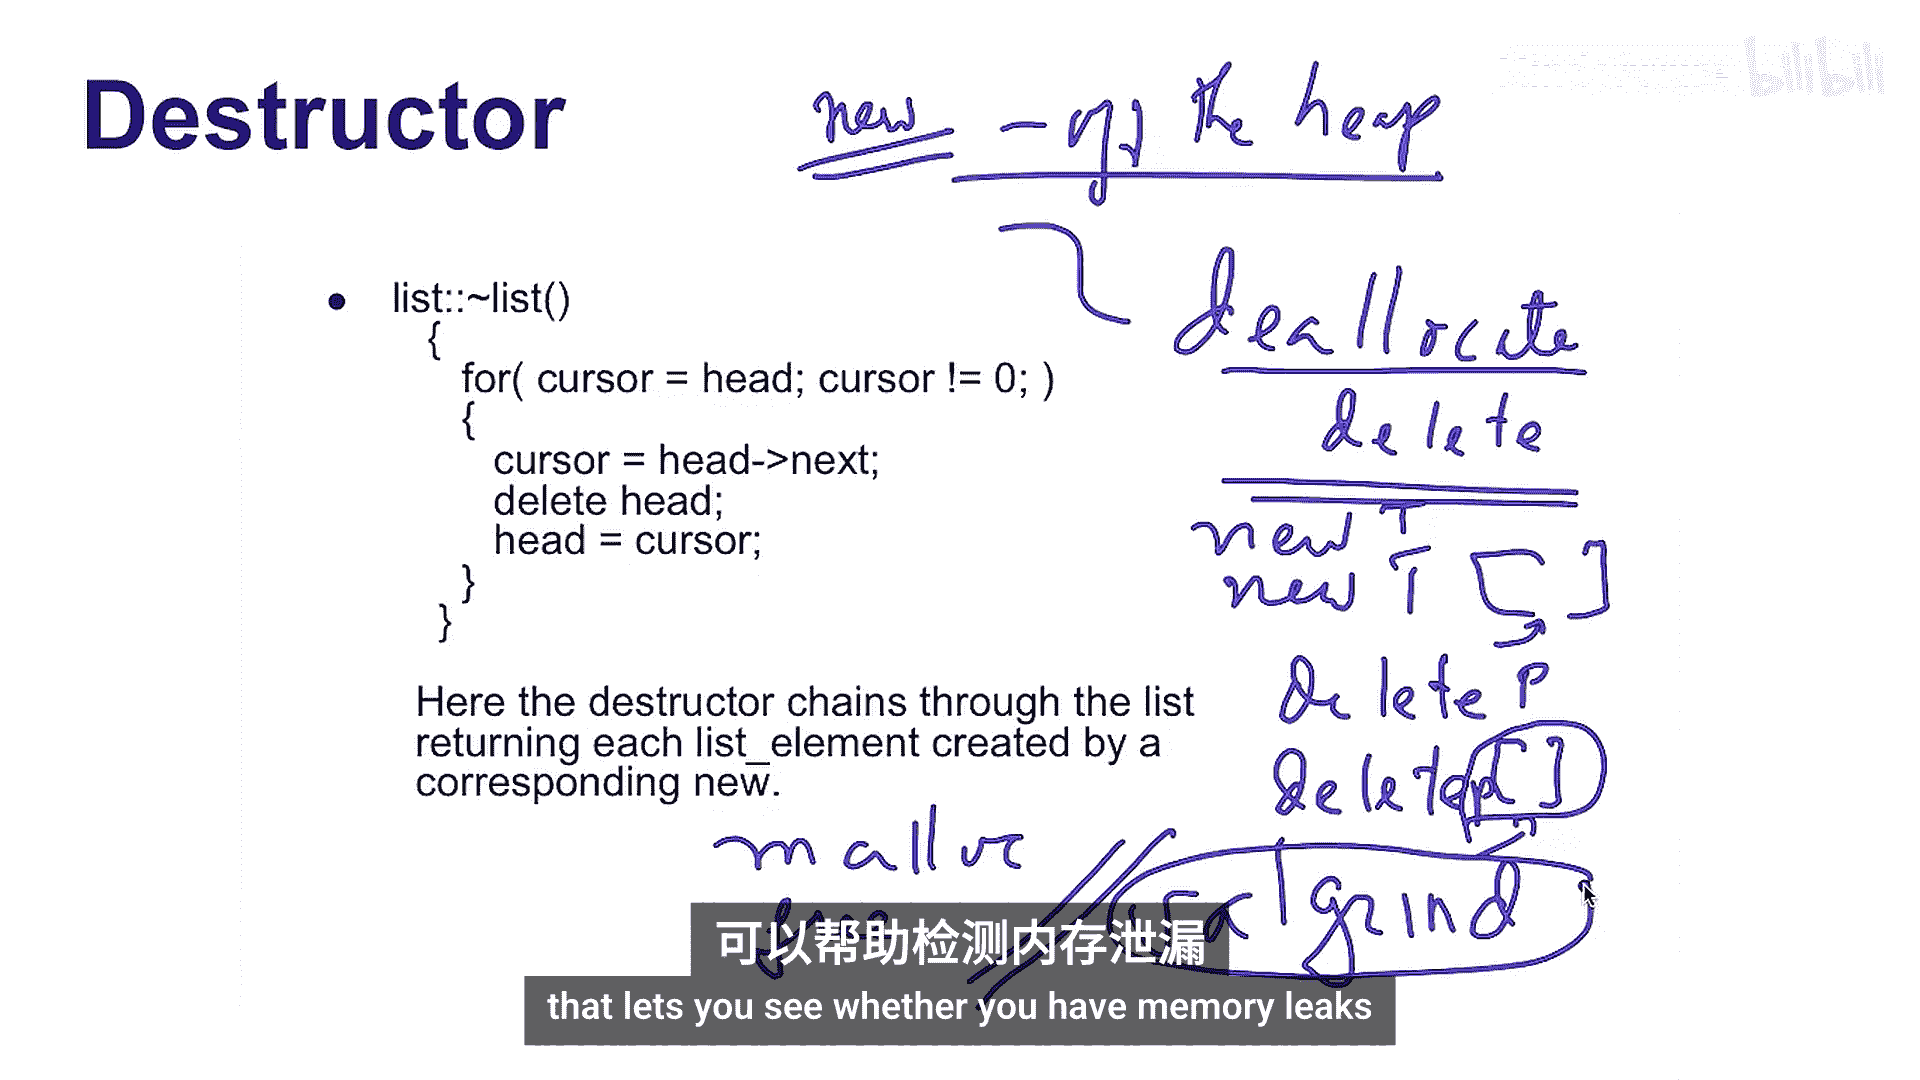 Destructor
new - off the heap
deallocate
delete
new T
new T [ ]
delete p
delete [ ]
• list::~list()
{
for( cursor = head; cursor != 0; )
{
cursor = head->next;
delete head;
head = cursor;
}
}
Here the destructor chains through the list
returning each list_element created by a
corresponding new.
malloc
valgrind
可以帮助检测内存泄漏
that lets you see whether you have memory leaks
bilibili